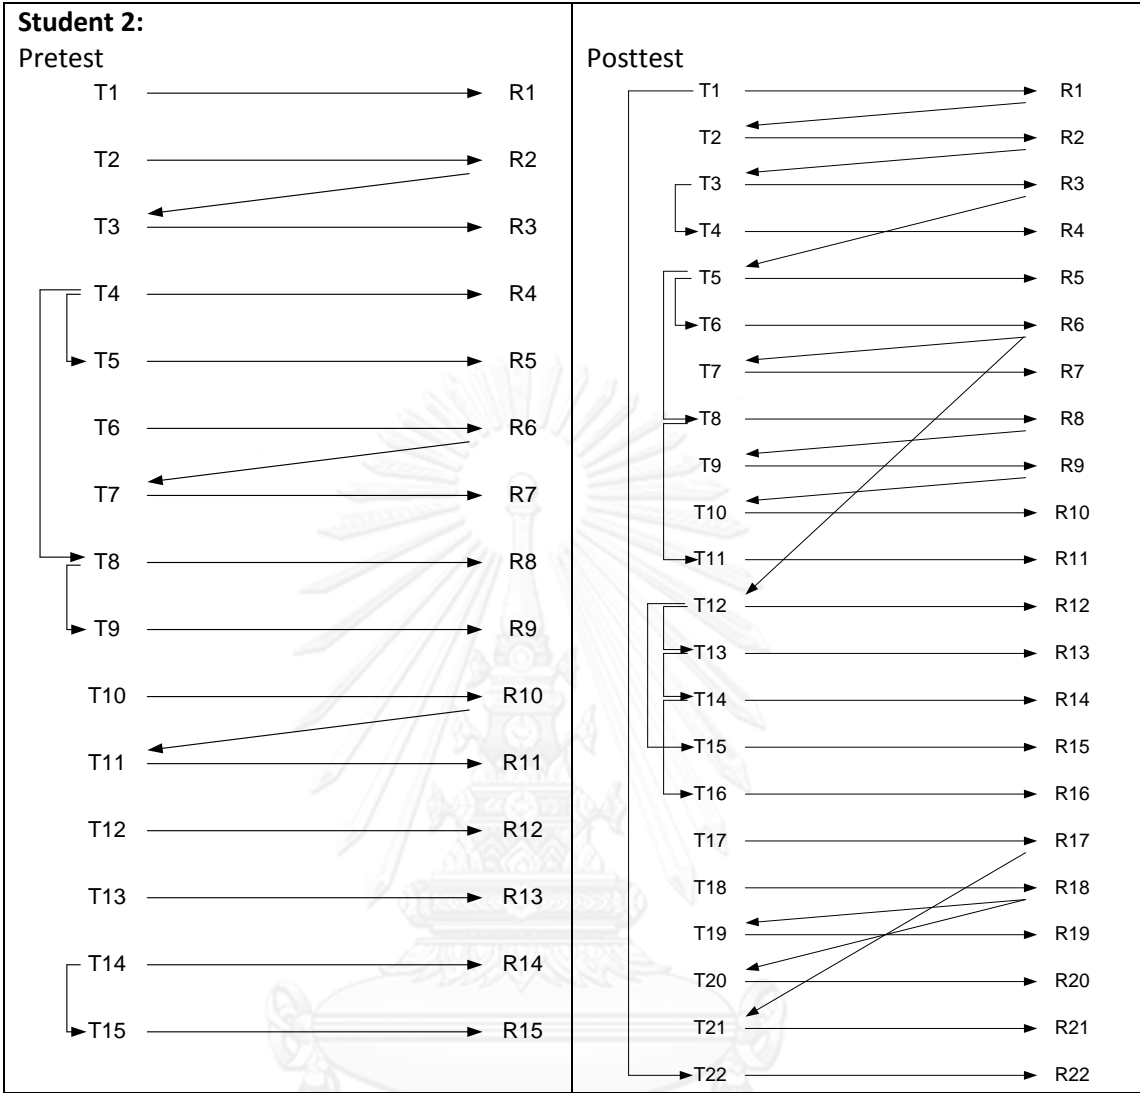 Student 2:
Pretest
T1 R1
T2 R2
T3 R3
T4 R4
T5 R5
T6 R6
T7 R7
T8 R8
T9 R9
T10 R10
T11 R11
T12 R12
T13 R13
T14 R14
T15 R15
Posttest
T1 R1
T2 R2
T3 R3
T4 R4
T5 R5
T6 R6
T7 R7
T8 R8
T9 R9
T10 R10
T11 R11
T12 R12
T13 R13
T14 R14
T15 R15
T16 R16
T17 R17
T18 R18
T19 R19
T20 R20
T21 R21
T22 R22